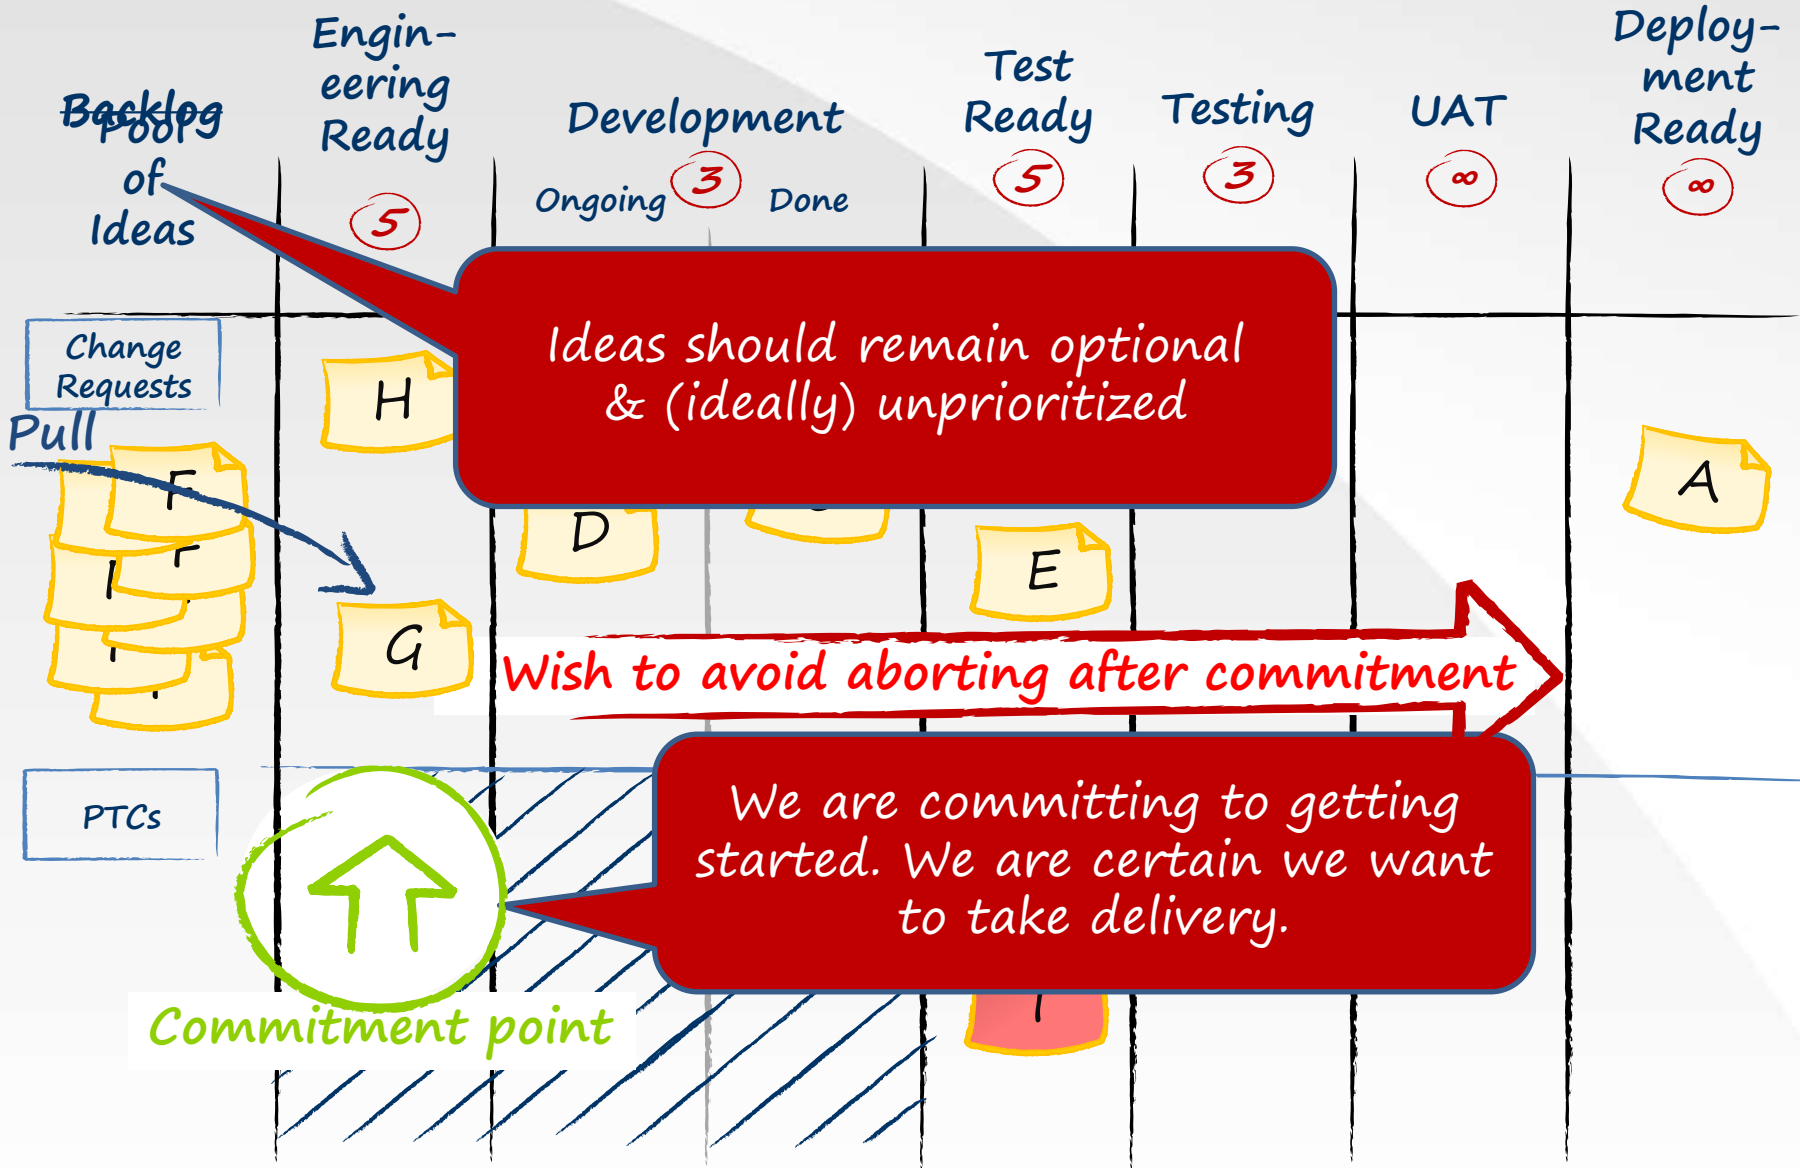 Backlog
Pool
of
Ideas
Engin-
eering
Ready
5
Development
3
Ongoing
Done
Test
Ready
5
Testing
3
UAT
∞
Deploy-
ment
Ready
∞
Ideas should remain optional
& (ideally) unprioritized
Change
Requests
Pull
H
F
G
D
E
A
Wish to avoid aborting after commitment
PTCs
We are committing to getting
started. We are certain we want
to take delivery.
Commitment point